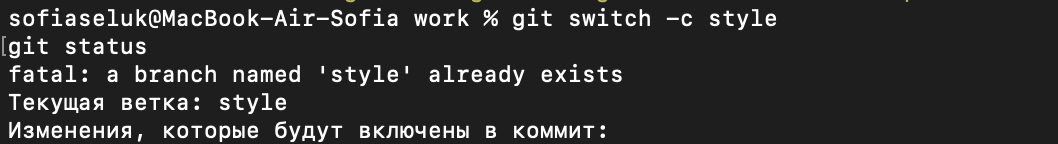 sofiaseluk@MacBook-Air-Sofia work % git switch -c style
git status
fatal: a branch named 'style' already exists
Текущая ветка: style
Изменения, которые будут включены в коммит: